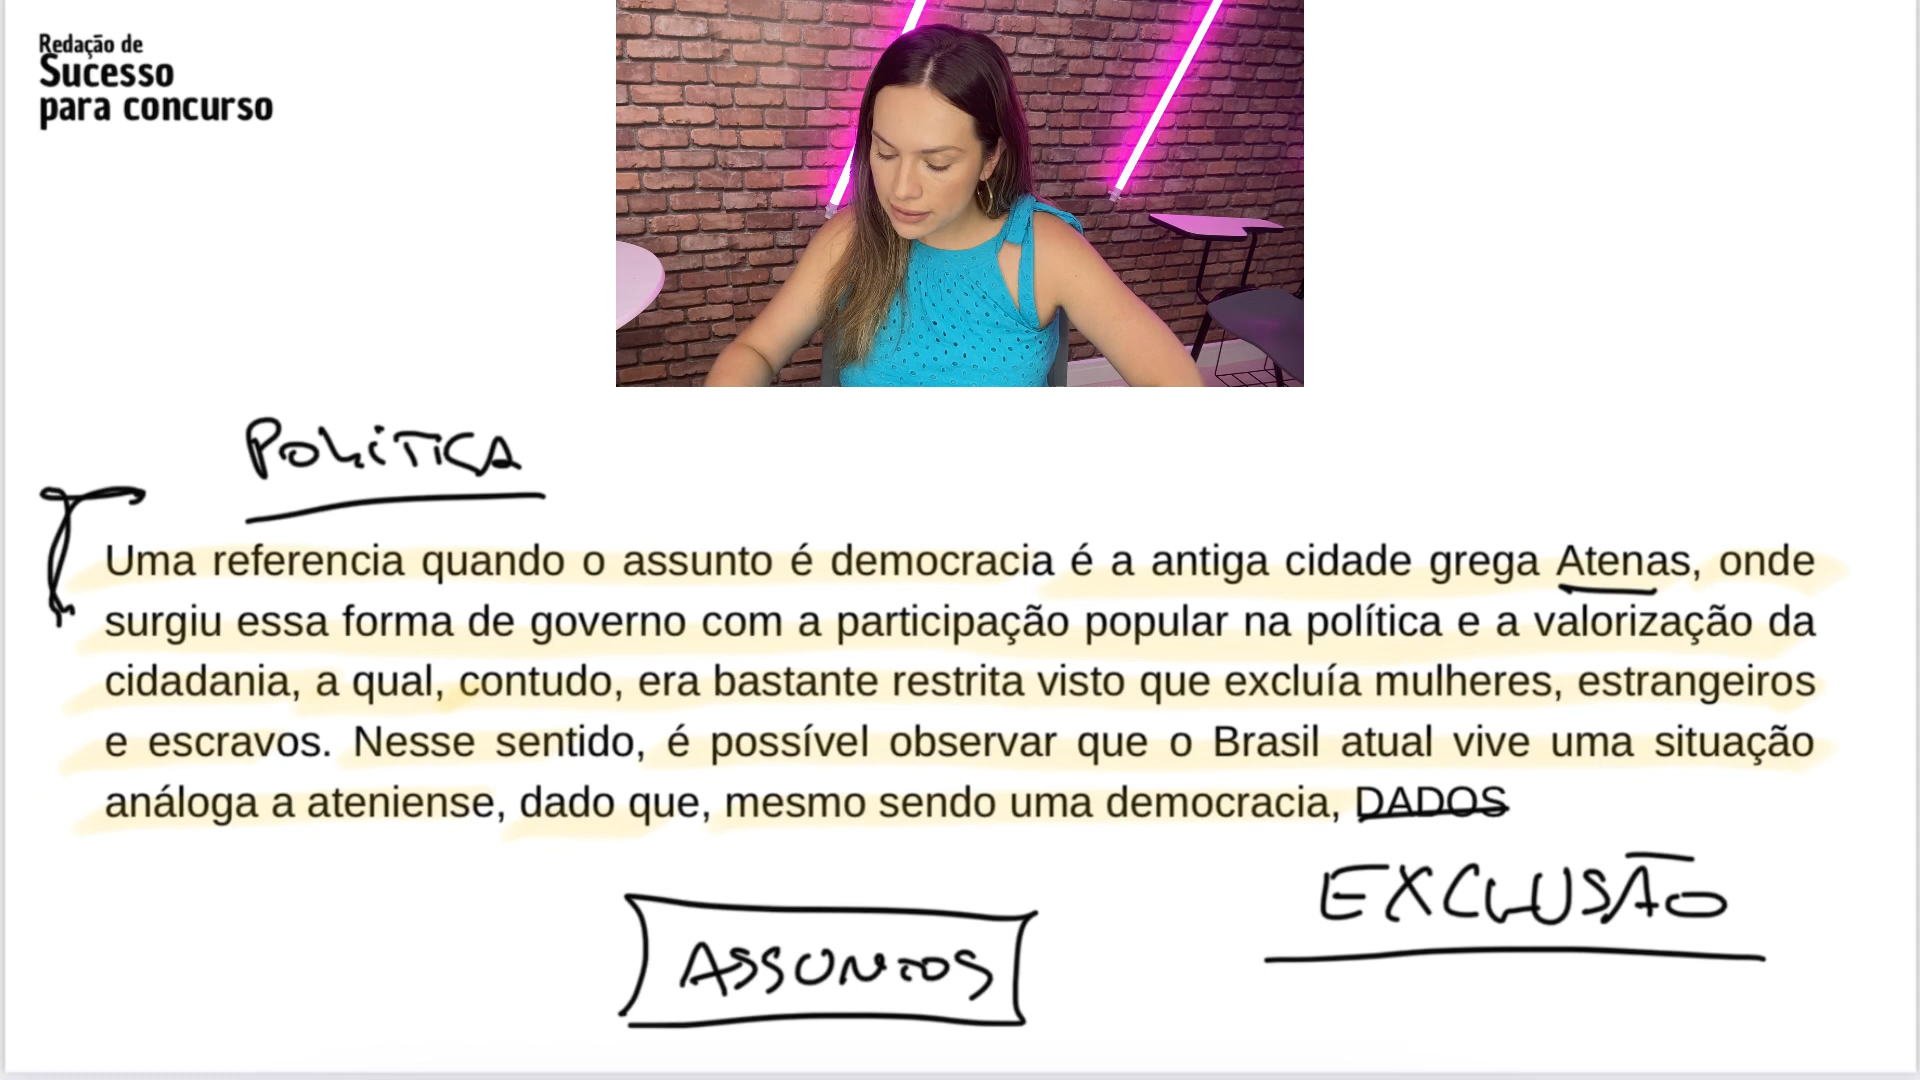 Redação de
Sucesso
para concurso
POLÍTICA
Uma referencia quando o assunto é democracia é a antiga cidade grega Atenas, onde
surgiu essa forma de governo com a participação popular na política e a valorização da
cidadania, a qual, contudo, era bastante restrita visto que excluía mulheres, estrangeiros
e escravos. Nesse sentido, é possível observar que o Brasil atual vive uma situação
análoga a ateniense, dado que, mesmo sendo uma democracia, DADOS
EXCLUSÃO
ASSUNTOS